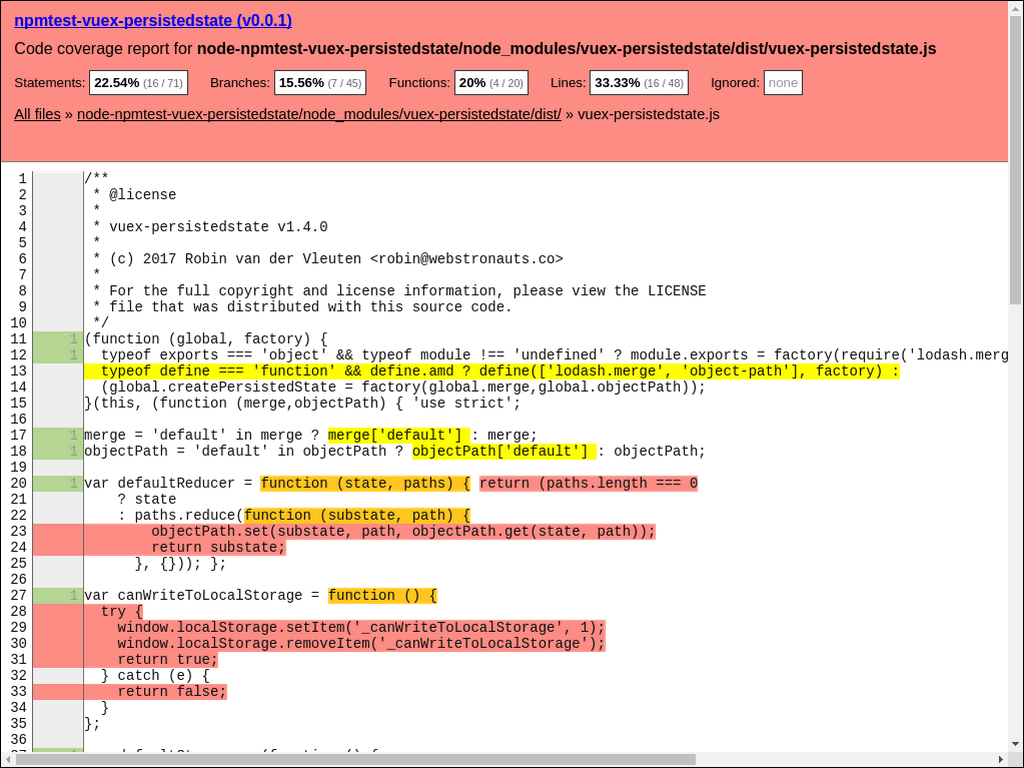 npmtest-vuex-persistedstate (v0.0.1)
Code coverage report for node-npmtest-vuex-persistedstate/node_modules/vuex-persistedstate/dist/vuex-persistedstate.js
Statements: 22.54% (16 / 71) Branches: 15.56% (7 / 45) Functions: 20% (4 / 20) Lines: 33.33% (16 / 48) Ignored: none
All files » node-npmtest-vuex-persistedstate/node_modules/vuex-persistedstate/dist/ » vuex-persistedstate.js
1 /**
2 * @license
3 *
4 * vuex-persistedstate v1.4.0
5 *
6 * (c) 2017 Robin van der Vleuten <robin@webstronauts.co>
7 *
8 * For the full copyright and license information, please view the LICENSE
9 * file that was distributed with this source code.
10 */
11 1 (function (global, factory) {
12 1 typeof exports === 'object' && typeof module !== 'undefined' ? module.exports = factory(require('lodash.merg
13 typeof define === 'function' && define.amd ? define(['lodash.merge', 'object-path'], factory) :
14 (global.createPersistedState = factory(global.merge,global.objectPath));
15 }(this, (function (merge,objectPath) { 'use strict';
16
17 1 merge = 'default' in merge ? merge['default'] : merge;
18 1 objectPath = 'default' in objectPath ? objectPath['default'] : objectPath;
19
20 1 var defaultReducer = function (state, paths) { return (paths.length === 0
21 ? state
22 : paths.reduce(function (substate, path) {
23 objectPath.set(substate, path, objectPath.get(state, path));
24 return substate;
25 }, {})); };
26
27 1 var canWriteToLocalStorage = function () {
28 try {
29 window.localStorage.setItem('_canWriteToLocalStorage', 1);
30 window.localStorage.removeItem('_canWriteToLocalStorage');
31 return true;
32 } catch (e) {
33 return false;
34 }
35 };
36